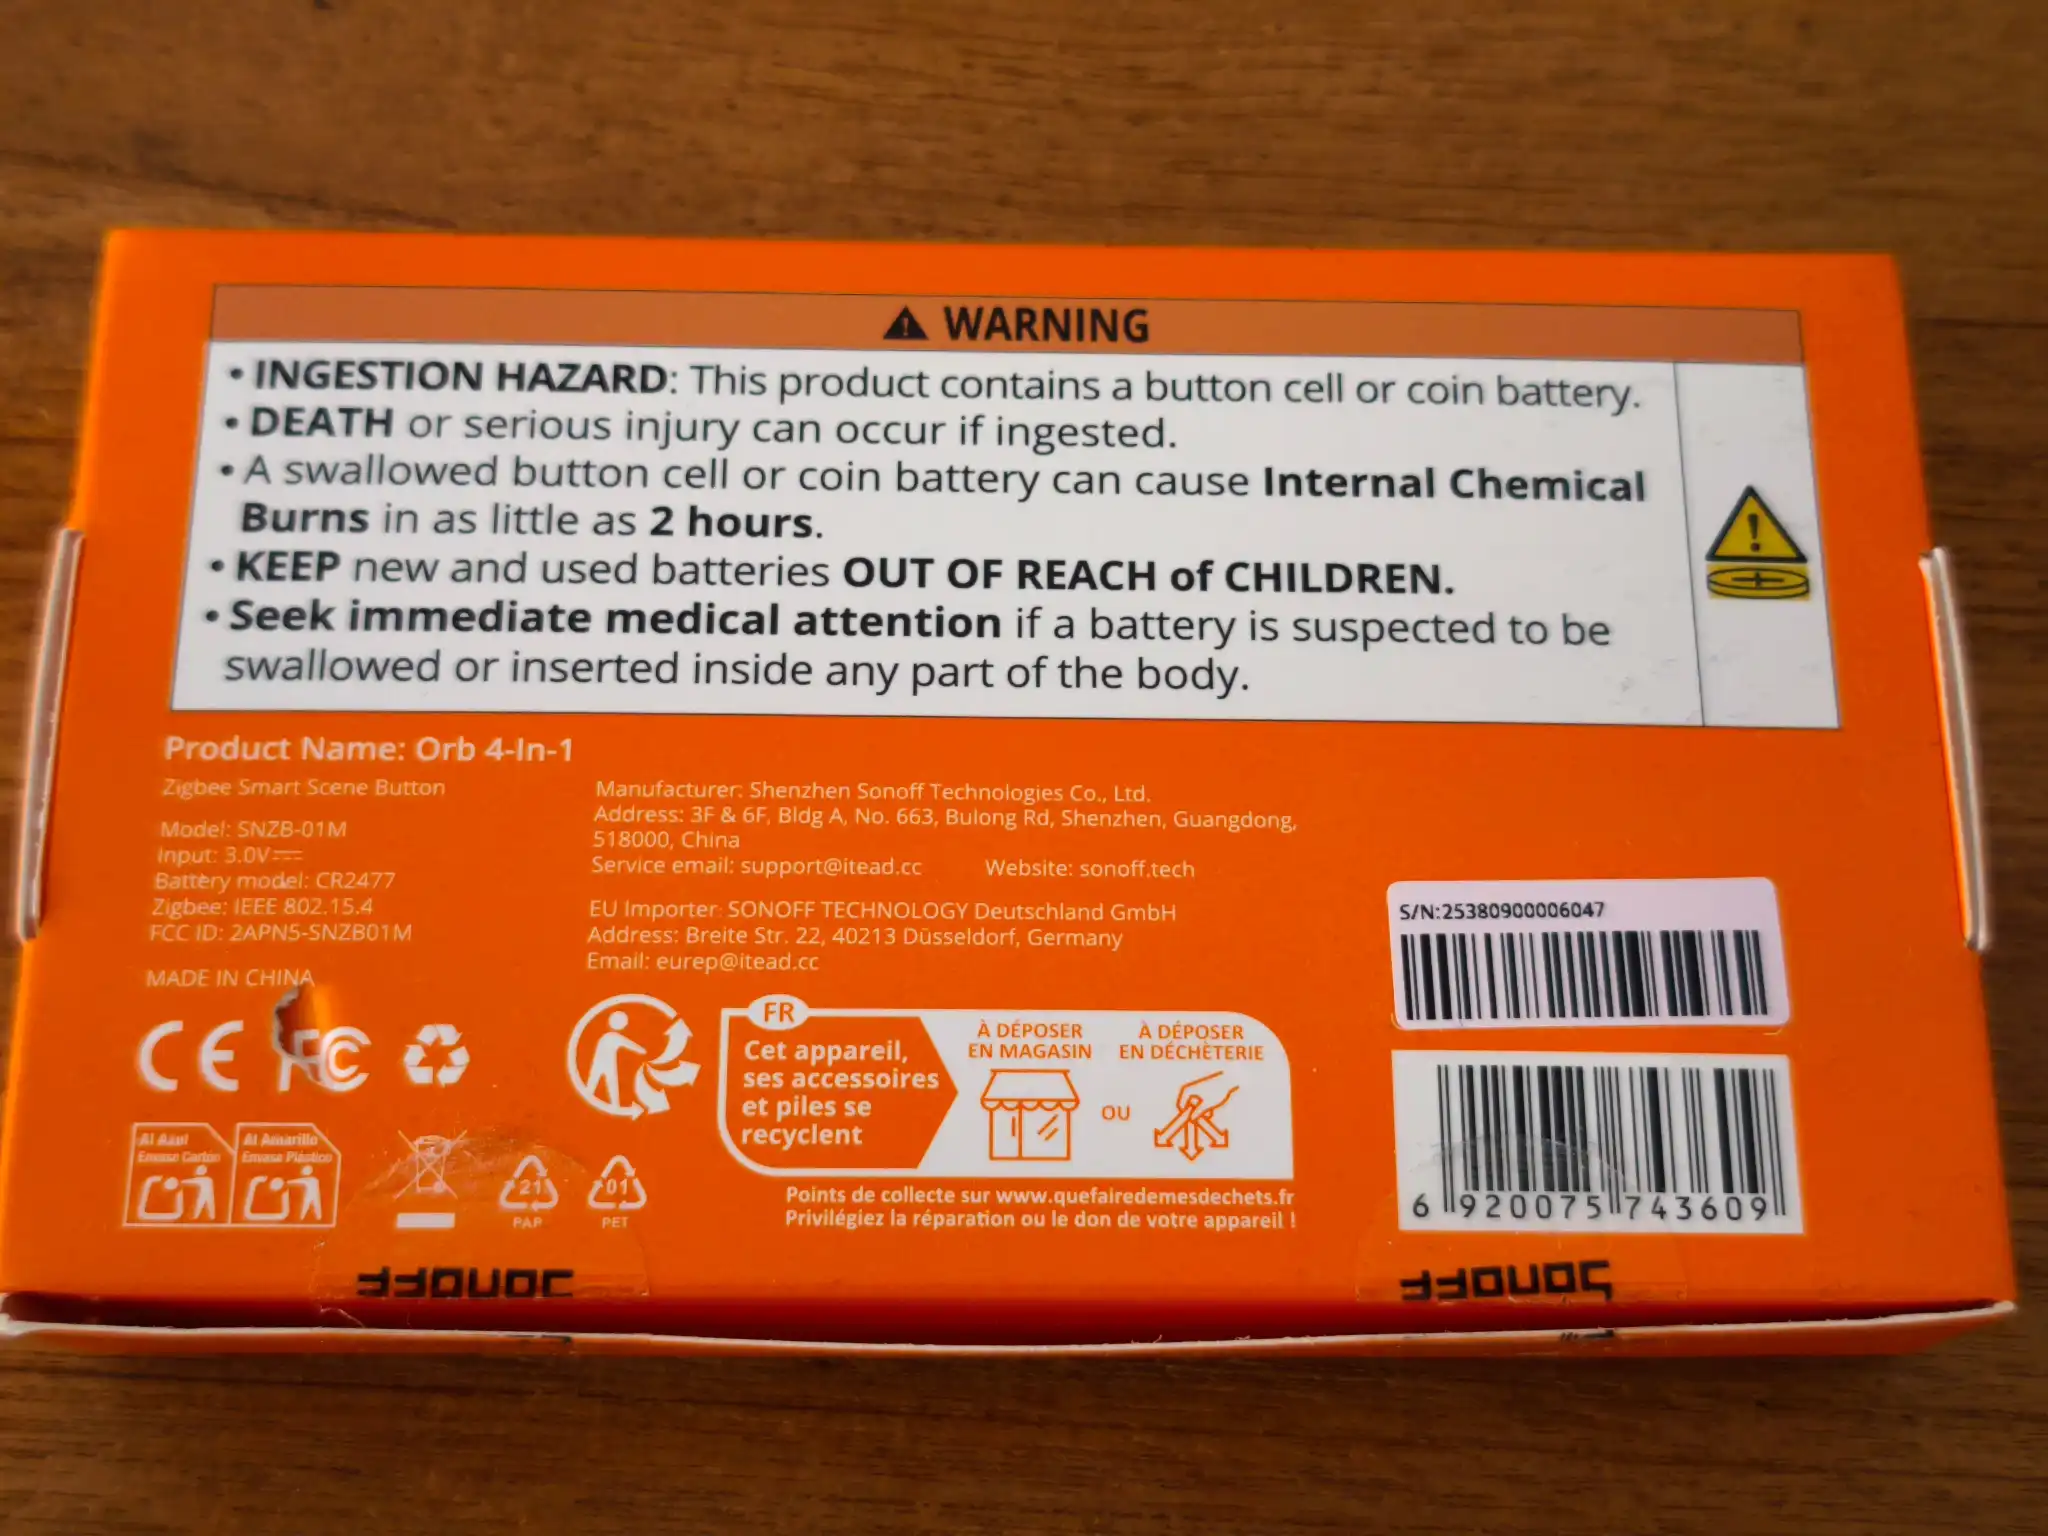 WARNING
• INGESTION HAZARD: This product contains a button cell or coin battery.
• DEATH or serious injury can occur if ingested.
• A swallowed button cell or coin battery can cause Internal Chemical
Burns in as little as 2 hours.
• KEEP new and used batteries OUT OF REACH of CHILDREN.
• Seek immediate medical attention if a battery is suspected to be
swallowed or inserted inside any part of the body.
Product Name: Orb 4-In-1
Zigbee Smart Scene Button
Model: SNZB-01M
Input: 3.0V⎓
Battery model: CR2477
Zigbee: IEEE 802.15.4
FCC ID: 2APN5-SNZB01M
MADE IN CHINA
Manufacturer: Shenzhen Sonoff Technologies Co., Ltd.
Address: 3F & 6F, Bldg A, No. 663, Bulong Rd, Shenzhen, Guangdong,
518000, China
Service email: support@itead.cc Website: sonoff.tech
EU Importer: SONOFF TECHNOLOGY Deutschland GmbH
Address: Breite Str. 22, 40213 Düsseldorf, Germany
Email: eurep@itead.cc
S/N:25380900006047
CE FC
FR
Cet appareil,
ses accessoires
et piles se
recyclent
À DÉPOSER
EN MAGASIN
OU
À DÉPOSER
EN DÉCHÈTERIE
Points de collecte sur www.quefairedemesdechets.fr
Privilégiez la réparation ou le don de votre appareil !
Al Azul
Envase Cartón
Al Amarillo
Envase Plástico
21
PAP
01
PET
6 920075 743609
SONOFF
SONOFF